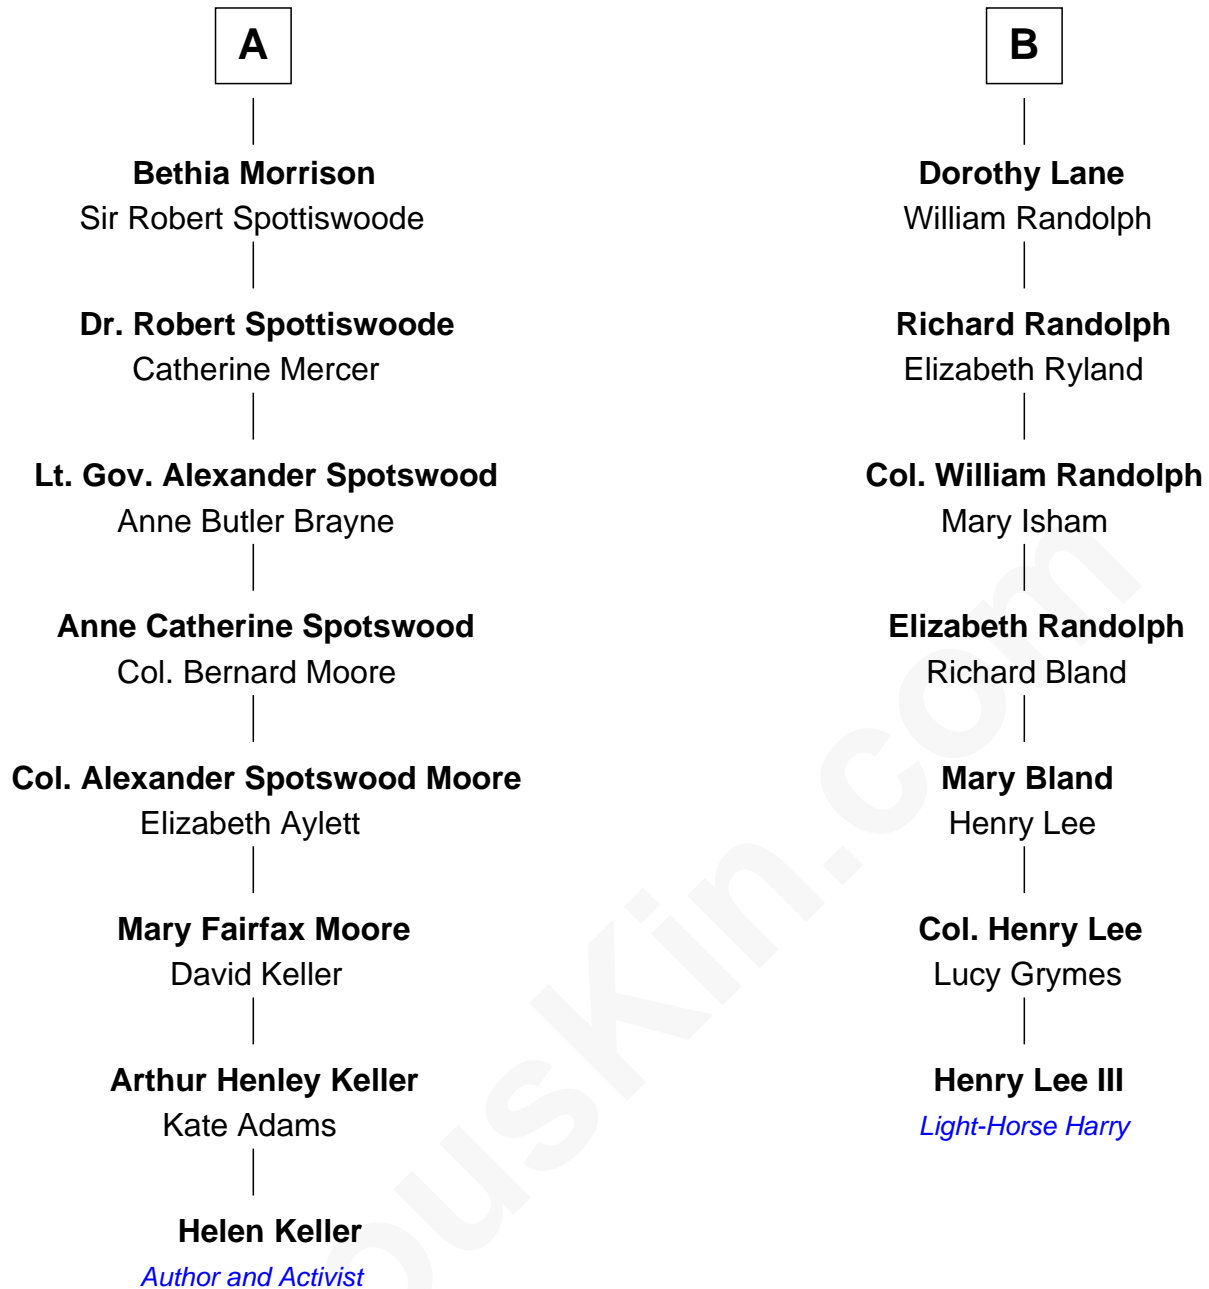 A
Bethia Morrison
Sir Robert Spottiswoode
Dr. Robert Spottiswoode
Catherine Mercer
Lt. Gov. Alexander Spotswood
Anne Butler Brayne
Anne Catherine Spotswood
Col. Bernard Moore
Col. Alexander Spotswood Moore
Elizabeth Aylett
Mary Fairfax Moore
David Keller
Arthur Henley Keller
Kate Adams
Helen Keller
Author and Activist
B
Dorothy Lane
William Randolph
Richard Randolph
Elizabeth Ryland
Col. William Randolph
Mary Isham
Elizabeth Randolph
Richard Bland
Mary Bland
Henry Lee
Col. Henry Lee
Lucy Grymes
Henry Lee III
Light-Horse Harry
ousKin.com